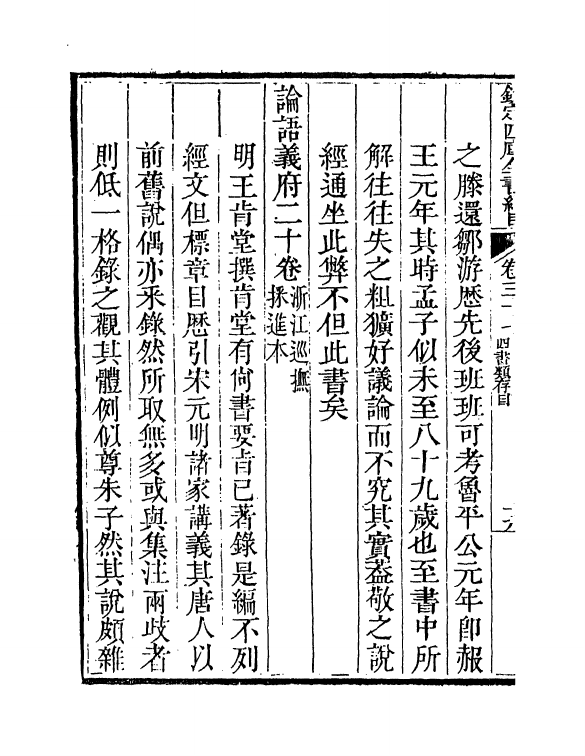 欽定四庫全書總目 卷三十七 四書類存目 十六
之滕還鄒游歷先後班班可考魯平公元年卽赧
王元年其時孟子似未至八十九歲也至書中所
解往往失之粗獷好議論而不究其實葢敬之說
經通坐此弊不但此書矣
論語義府二十卷浙江巡撫採進本
明王肯堂撰肯堂有尙書要旨已著錄是編不列
經文但標章目歷引宋元明諸家講義其唐人以
前舊說偶亦采錄然所取無多或與集註兩歧者
則低一格錄之觀其體例似尊朱子然其說頗雜